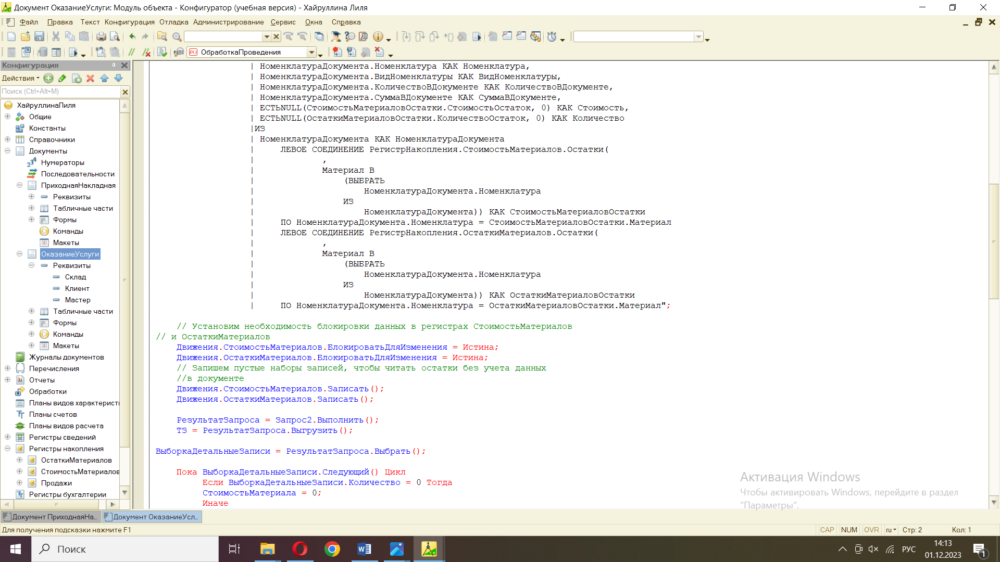 Документ ОказаниеУслуги: Модуль объекта - Конфигуратор (учебная версия) - Хайруллина Лиля
Файл Правка Текст Конфигурация Отладка Администрирование Сервис Окна Справка
ОбработкаПроведения
Конфигурация
Действия
Поиск (Ctrl+Alt+M)
ХайруллинаЛиля
Общие
Константы
Справочники
Документы
Нумераторы
Последовательности
ПриходнаяНакладная
Реквизиты
Табличные части
Формы
Команды
Макеты
ОказаниеУслуги
Реквизиты
Склад
Клиент
Мастер
Табличные части
Формы
Команды
Макеты
Журналы документов
Перечисления
Отчеты
Обработки
Планы видов характерист
Планы счетов
Планы видов расчета
Регистры сведений
Регистры накопления
ОстаткиМатериалов
СтоимостьМатериалов
Продажи
Регистры бухгалтерии
| НоменклатураДокумента.Номенклатура КАК Номенклатура,
| НоменклатураДокумента.ВидНоменклатуры КАК ВидНоменклатуры,
| НоменклатураДокумента.КоличествоВДокументе КАК КоличествоВДокументе,
| НоменклатураДокумента.СуммаВДокументе КАК СуммаВДокументе,
| ЕСТЬNULL(СтоимостьМатериаловОстатки.СтоимостьОстаток, 0) КАК Стоимость,
| ЕСТЬNULL(ОстаткиМатериаловОстатки.КоличествоОстаток, 0) КАК Количество
|ИЗ
| НоменклатураДокумента КАК НоменклатураДокумента
| ЛЕВОЕ СОЕДИНЕНИЕ РегистрНакопления.СтоимостьМатериалов.Остатки(
| ,
| Материал В
| (ВЫБРАТЬ
| НоменклатураДокумента.Номенклатура
| ИЗ
| НоменклатураДокумента)) КАК СтоимостьМатериаловОстатки
| ПО НоменклатураДокумента.Номенклатура = СтоимостьМатериаловОстатки.Материал
| ЛЕВОЕ СОЕДИНЕНИЕ РегистрНакопления.ОстаткиМатериалов.Остатки(
| ,
| Материал В
| (ВЫБРАТЬ
| НоменклатураДокумента.Номенклатура
| ИЗ
| НоменклатураДокумента)) КАК ОстаткиМатериаловОстатки
| ПО НоменклатураДокумента.Номенклатура = ОстаткиМатериаловОстатки.Материал";
// Установим необходимость блокировки данных в регистрах СтоимостьМатериалов
// и ОстаткиМатериалов
Движения.СтоимостьМатериалов.БлокироватьДляИзменения = Истина;
Движения.ОстаткиМатериалов.БлокироватьДляИзменения = Истина;
// Запишем пустые наборы записей, чтобы читать остатки без учета данных
//в документе
Движения.СтоимостьМатериалов.Записать();
Движения.ОстаткиМатериалов.Записать();
РезультатЗапроса = Запрос2.Выполнить();
ТЗ = РезультатЗапроса.Выгрузить();
ВыборкаДетальныеЗаписи = РезультатЗапроса.Выбрать();
Пока ВыборкаДетальныеЗаписи.Следующий() Цикл
Если ВыборкаДетальныеЗаписи.Количество = 0 Тогда
СтоимостьМатериала = 0;
Иначе
Активация Windows
Чтобы активировать Windows, перейдите в раздел
"Параметры".
Документ ПриходнаяНа... Документ ОказаниеУсл...
Для получения подсказки нажмите F1
CAP NUM OVR ru Стр: 2 Кол: 1
Поиск
РУС
14:13
01.12.2023
1